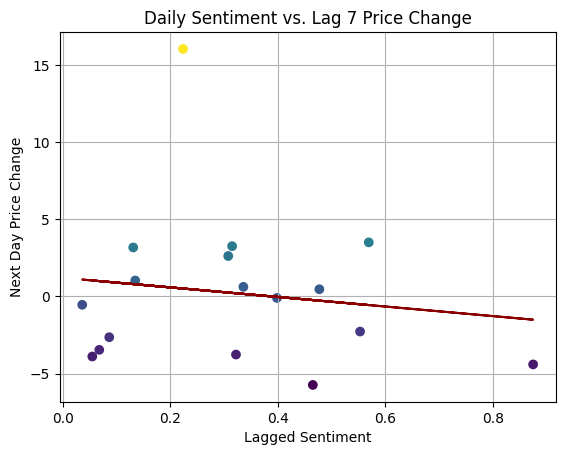 Daily Sentiment vs. Lag 7 Price Change
15
10
5
0
−5
Next Day Price Change
0.0 0.2 0.4 0.6 0.8
Lagged Sentiment